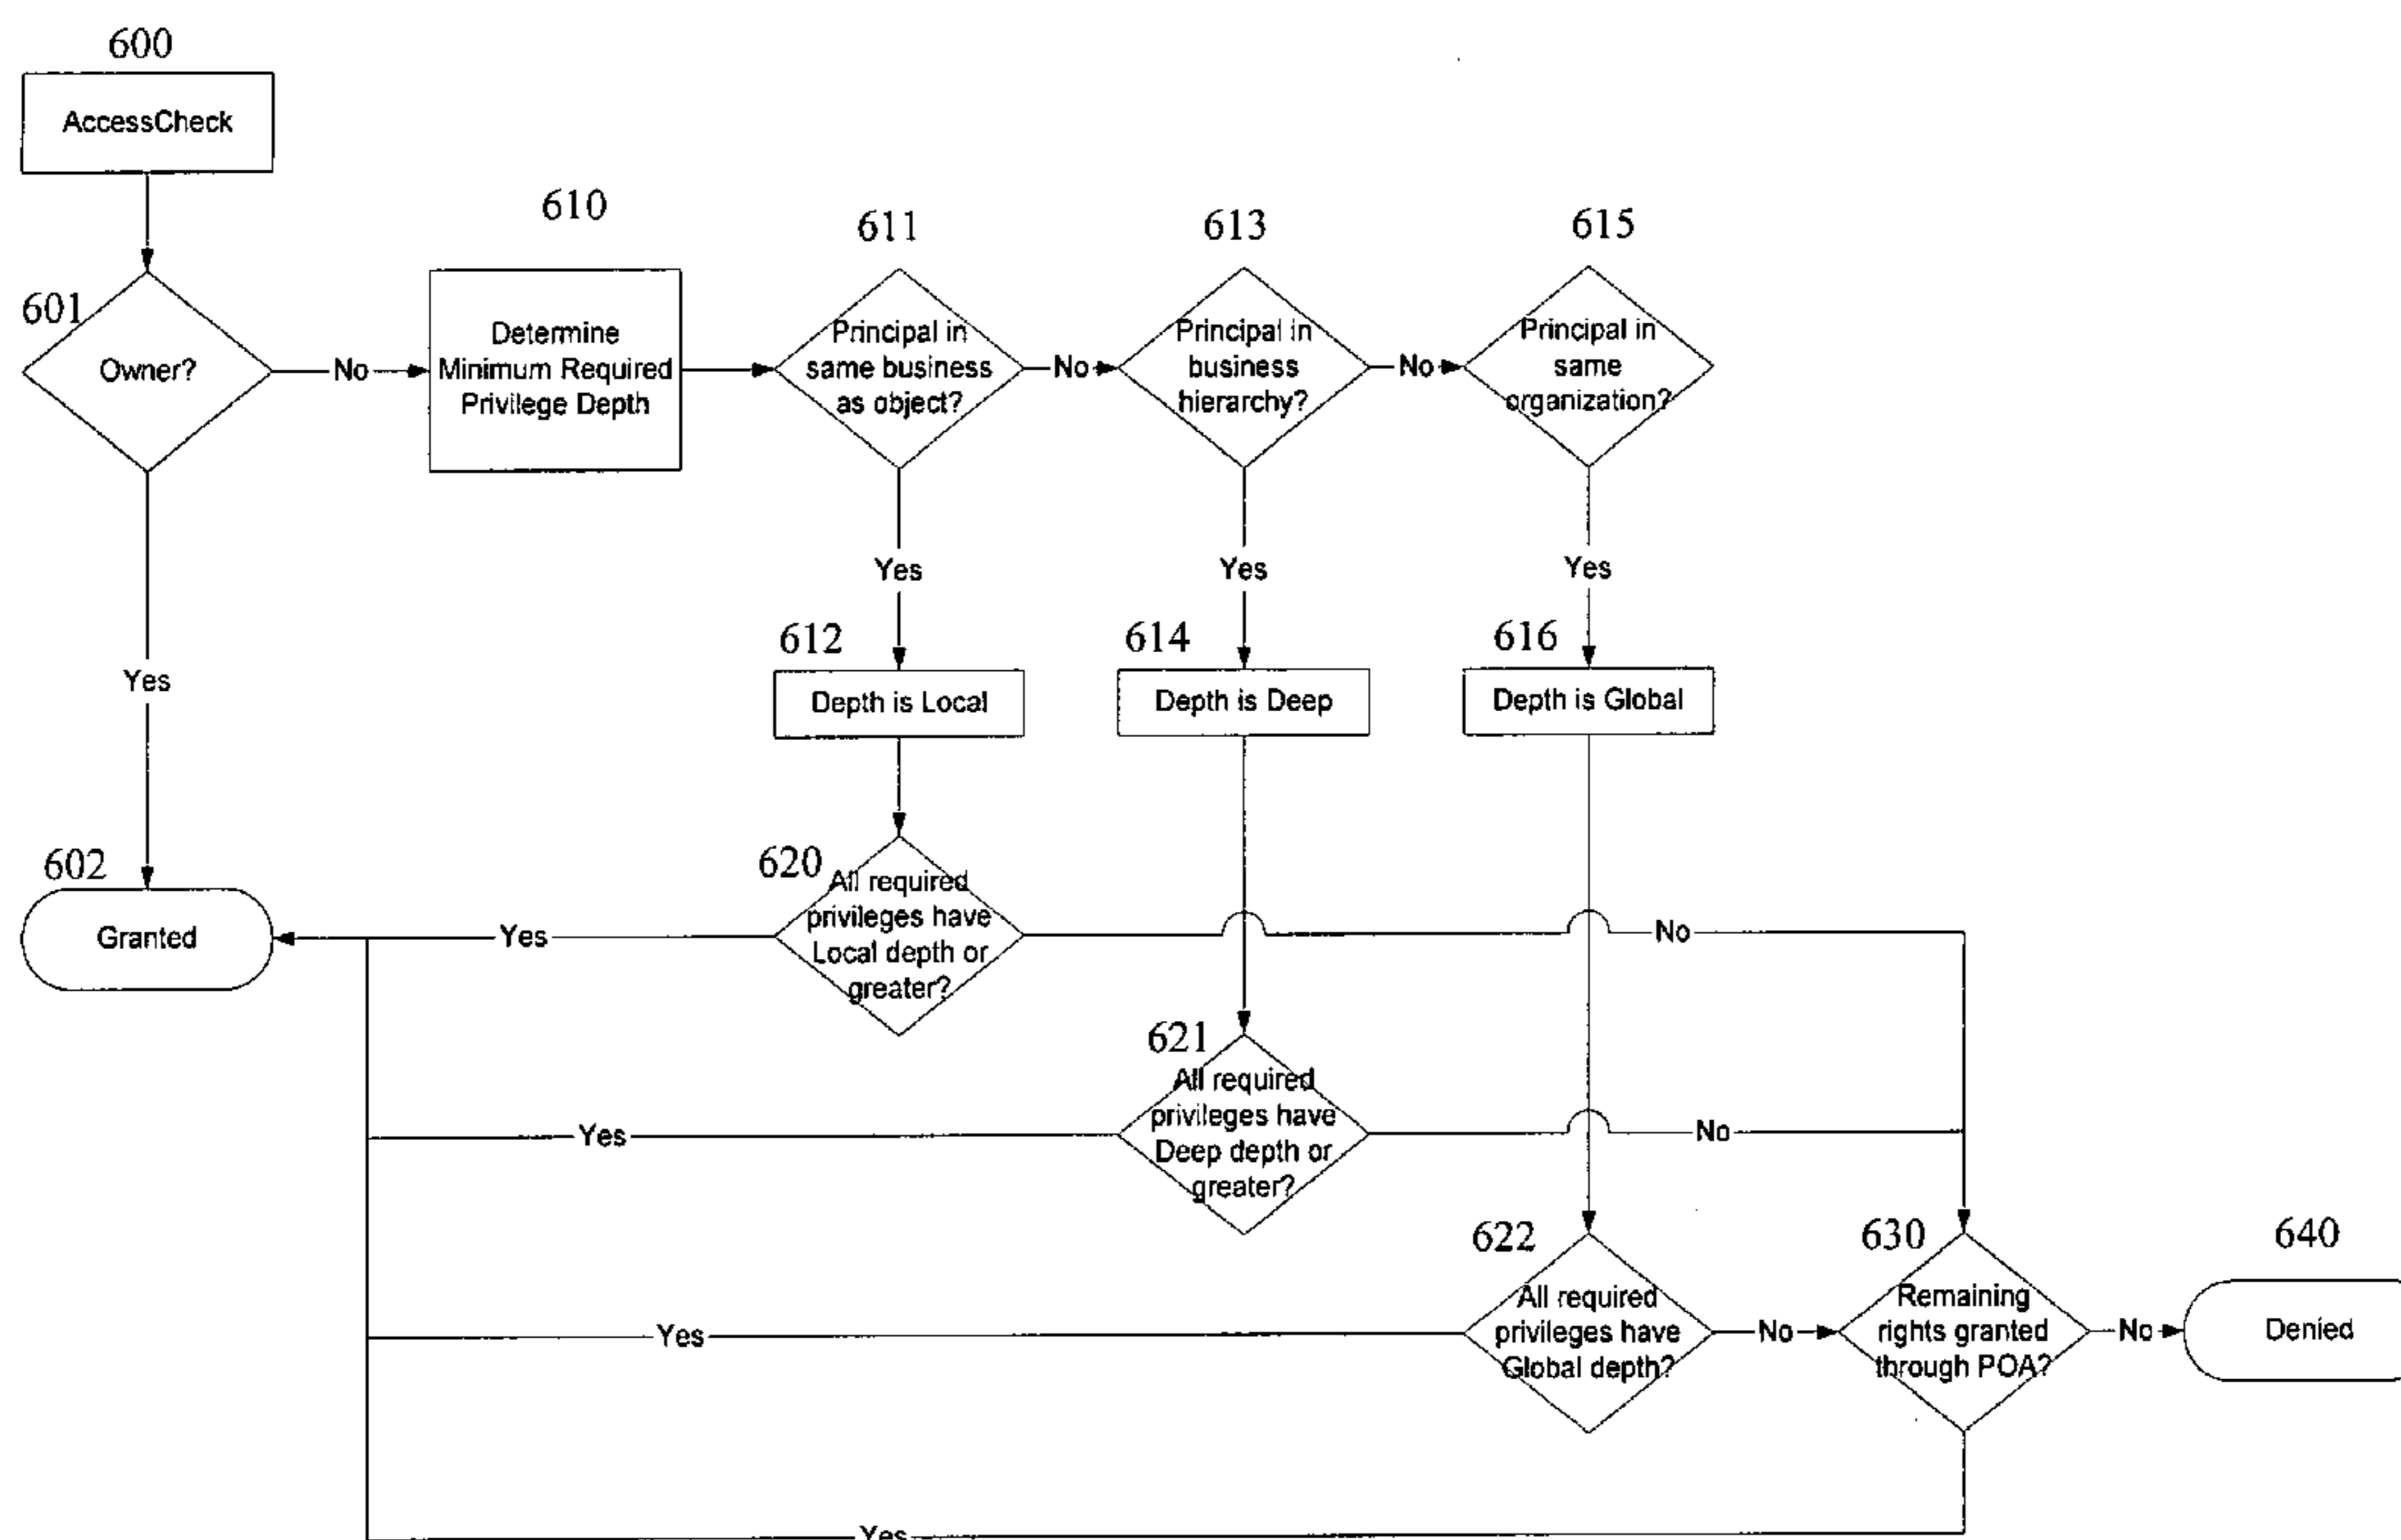 600
AccessCheck
610
611
613
615
601
Owner?
No
Determine
Minimum Required
Privilege Depth
Principal in
same business
as object?
No
Principal in
business
hierarchy?
No
Principal in
same
organization?
Yes
Yes
Yes
Yes
612
Depth is Local
614
Depth is Deep
616
Depth is Global
602
Granted
Yes
620
All required
privileges have
Local depth or
greater?
No
621
All required
privileges have
Deep depth or
greater?
Yes
No
622
All required
privileges have
Global depth?
Yes
No
630
Remaining
rights granted
through POA?
No
640
Denied
Yes